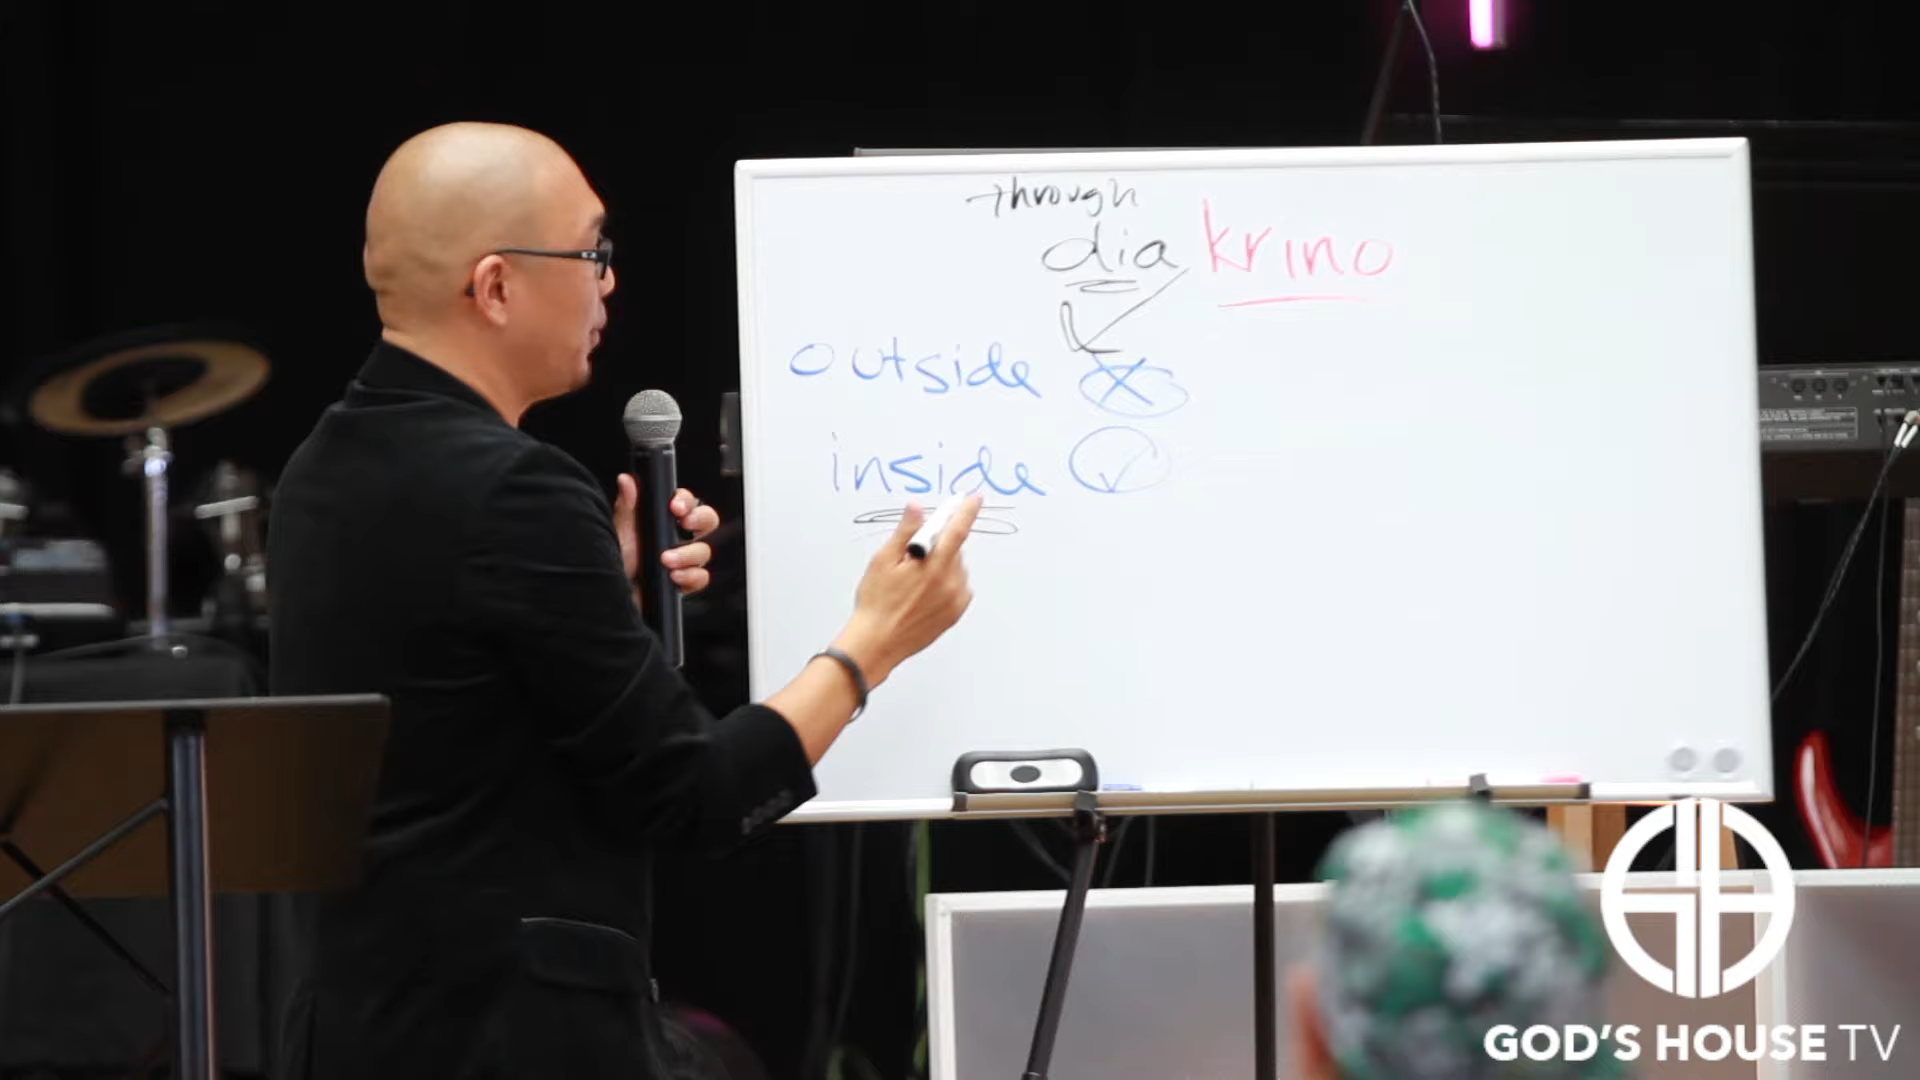 through
dia krino
outside
inside
GOD'S HOUSE TV